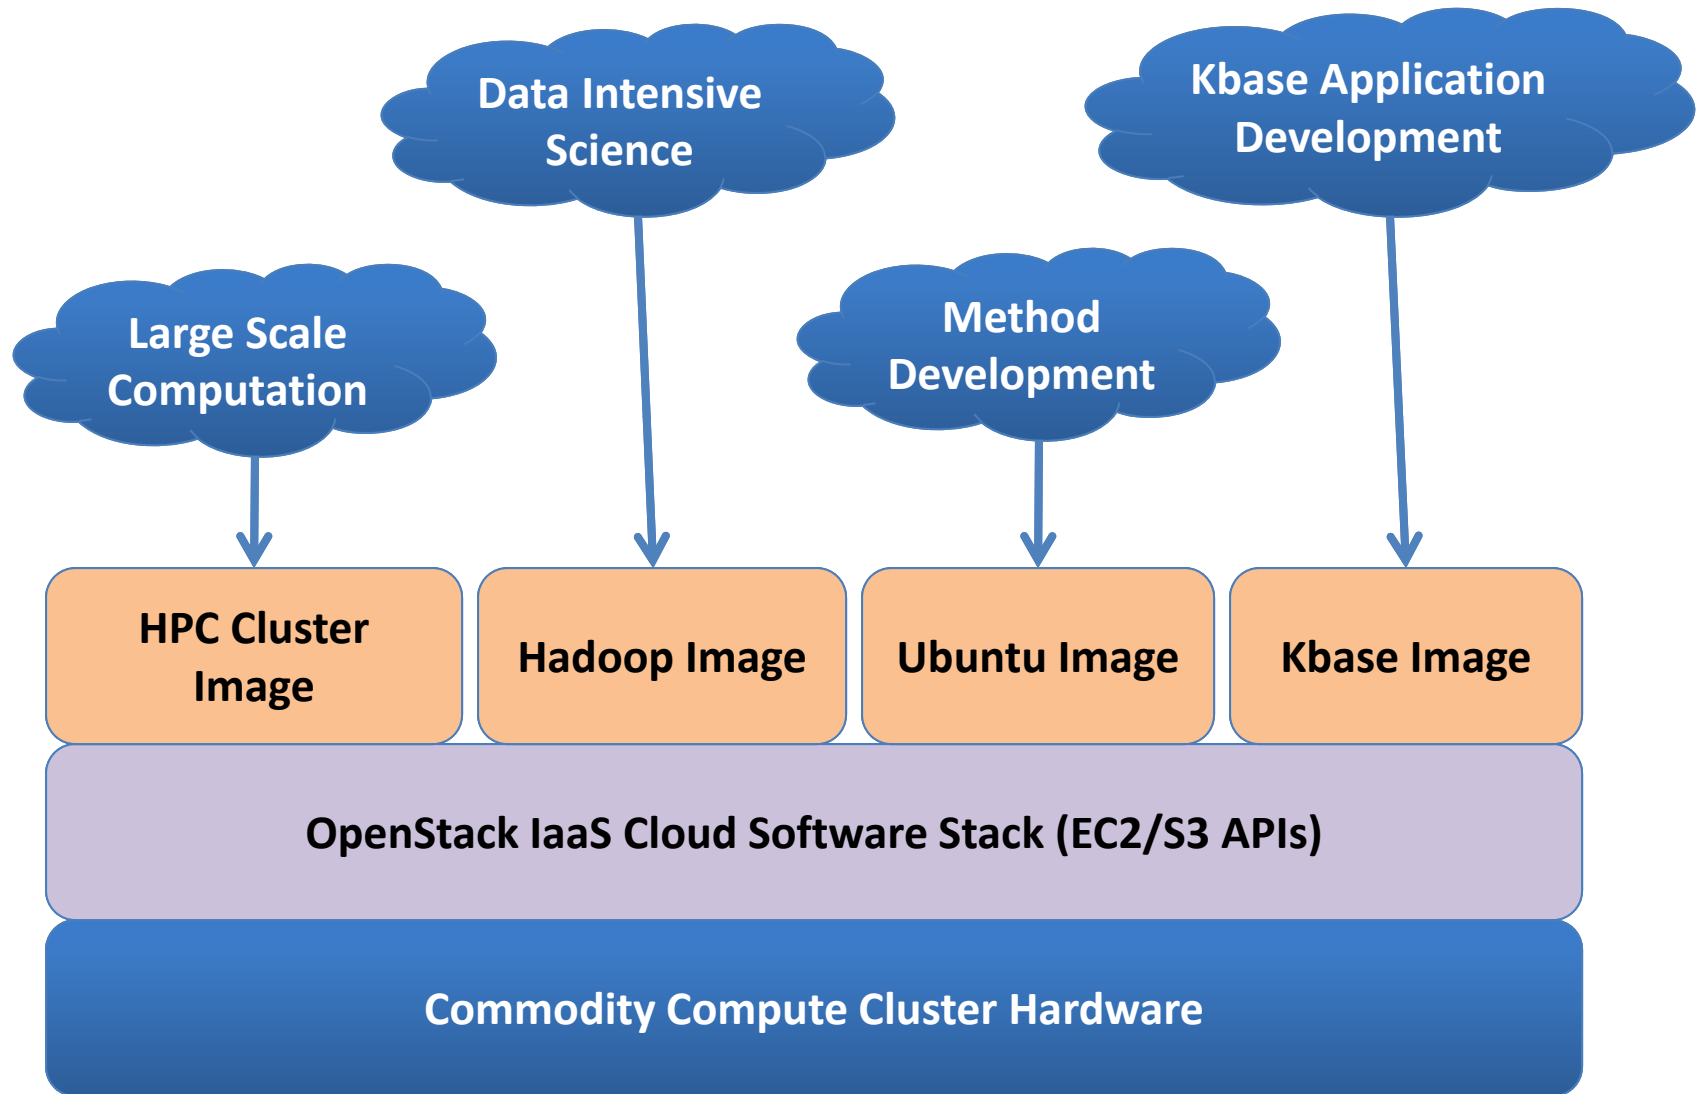 Data Intensive
Science
Kbase Application
Development
Large Scale
Computation
Method
Development
HPC Cluster
Image
Hadoop Image
Ubuntu Image
Kbase Image
OpenStack IaaS Cloud Software Stack (EC2/S3 APIs)
Commodity Compute Cluster Hardware